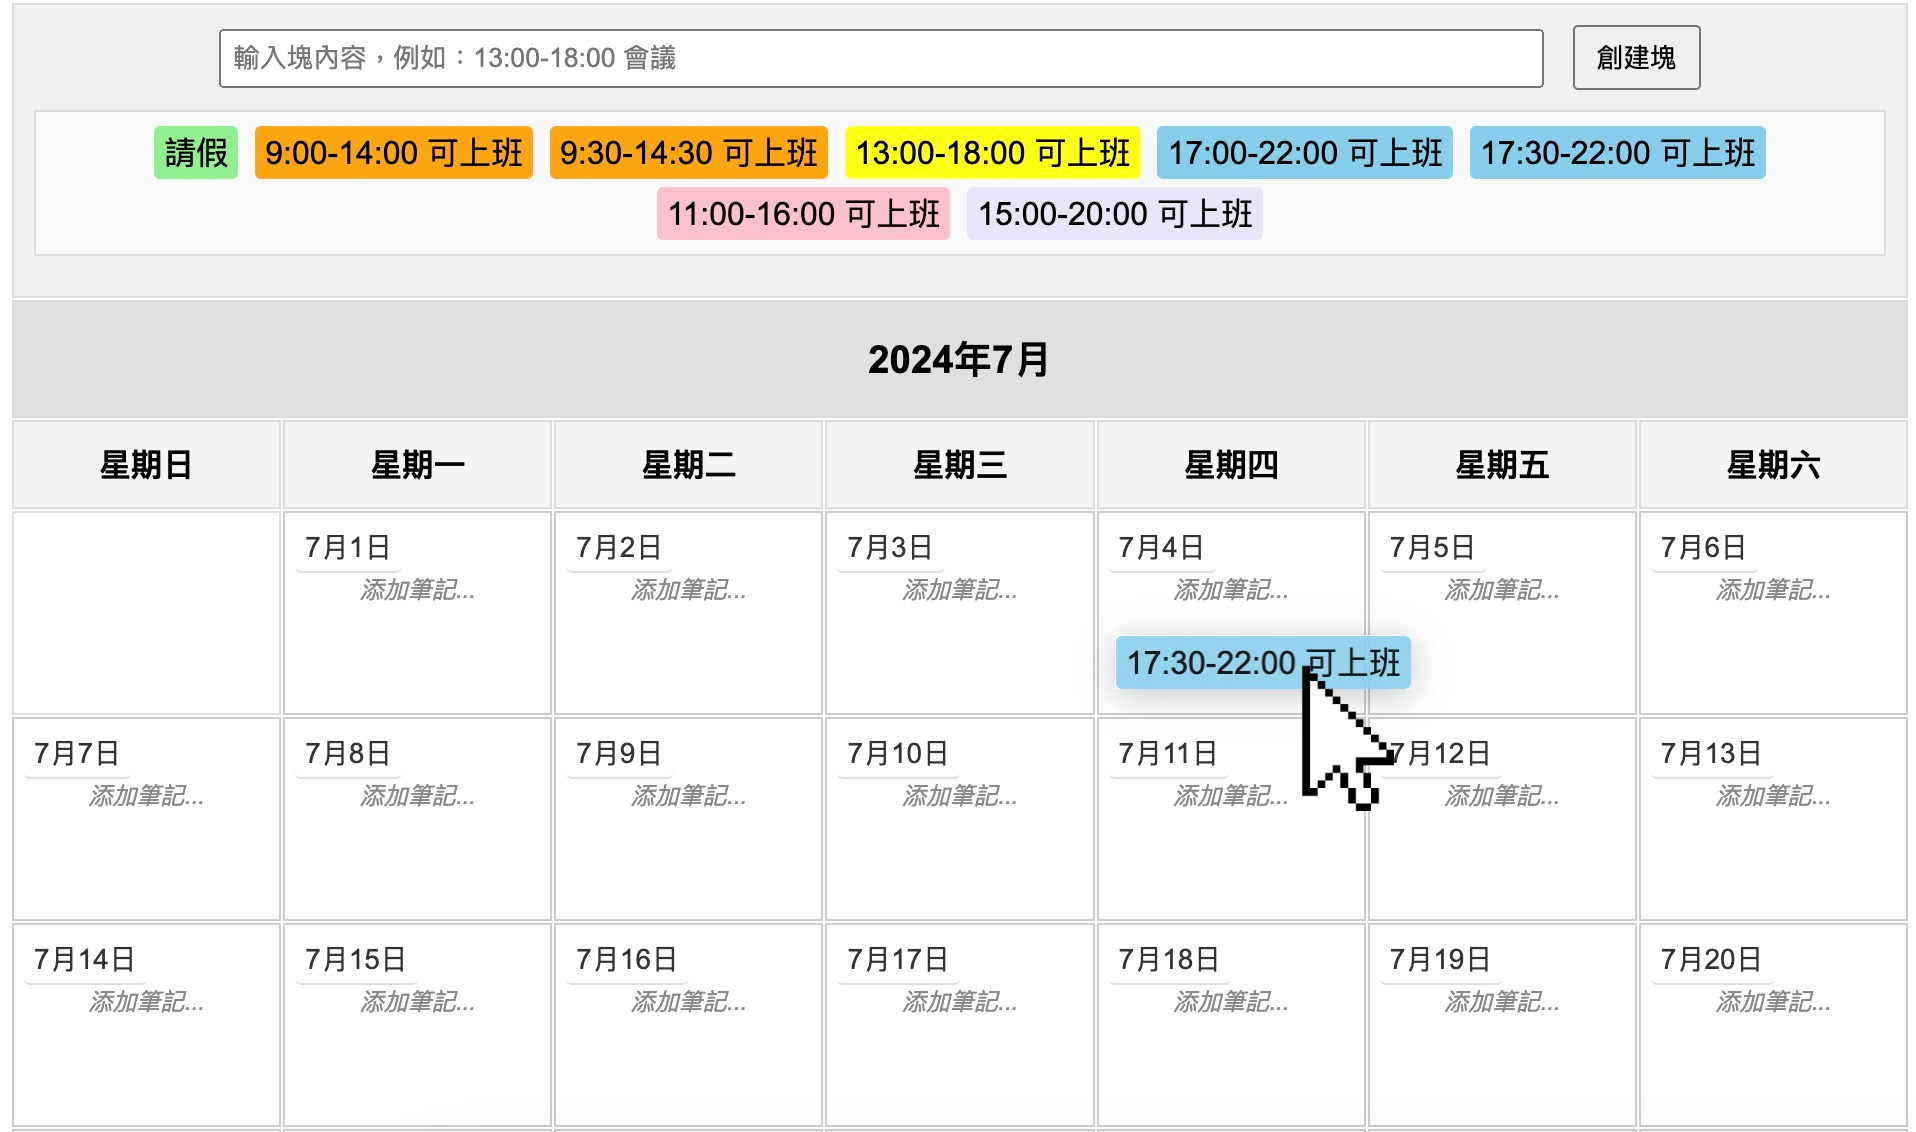 輸入塊內容，例如：13:00-18:00 會議
創建塊
請假 9:00-14:00 可上班 9:30-14:30 可上班 13:00-18:00 可上班 17:00-22:00 可上班 17:30-22:00 可上班
11:00-16:00 可上班 15:00-20:00 可上班
2024年7月
星期日 星期一 星期二 星期三 星期四 星期五 星期六
7月1日 7月2日 7月3日 7月4日 7月5日 7月6日
添加筆記... 添加筆記... 添加筆記... 添加筆記... 添加筆記... 添加筆記...
17:30-22:00 可上班
7月7日 7月8日 7月9日 7月10日 7月11日 7月12日 7月13日
添加筆記... 添加筆記... 添加筆記... 添加筆記... 添加筆記... 添加筆記... 添加筆記...
7月14日 7月15日 7月16日 7月17日 7月18日 7月19日 7月20日
添加筆記... 添加筆記... 添加筆記... 添加筆記... 添加筆記... 添加筆記... 添加筆記...